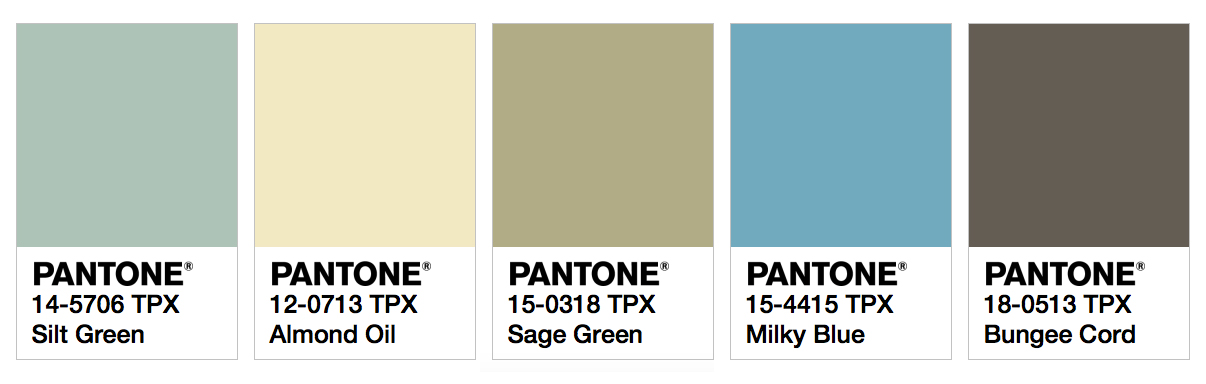 PANTONE®
14-5706 TPX
Silt Green
PANTONE®
12-0713 TPX
Almond Oil
PANTONE®
15-0318 TPX
Sage Green
PANTONE®
15-4415 TPX
Milky Blue
PANTONE®
18-0513 TPX
Bungee Cord